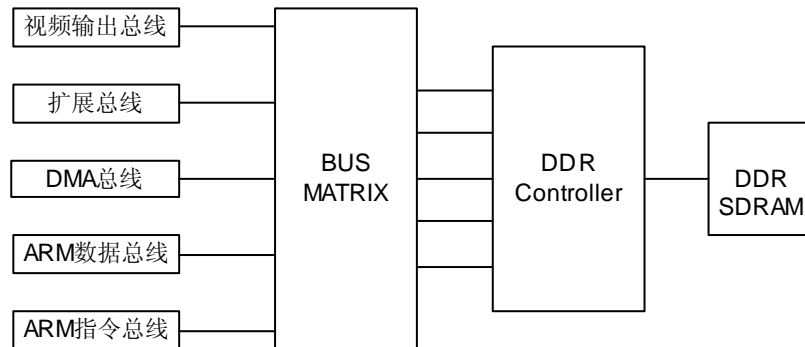 视频输出总线
扩展总线
DMA总线
ARM数据总线
ARM指令总线
BUS
MATRIX
DDR
Controller
DDR
SDRAM